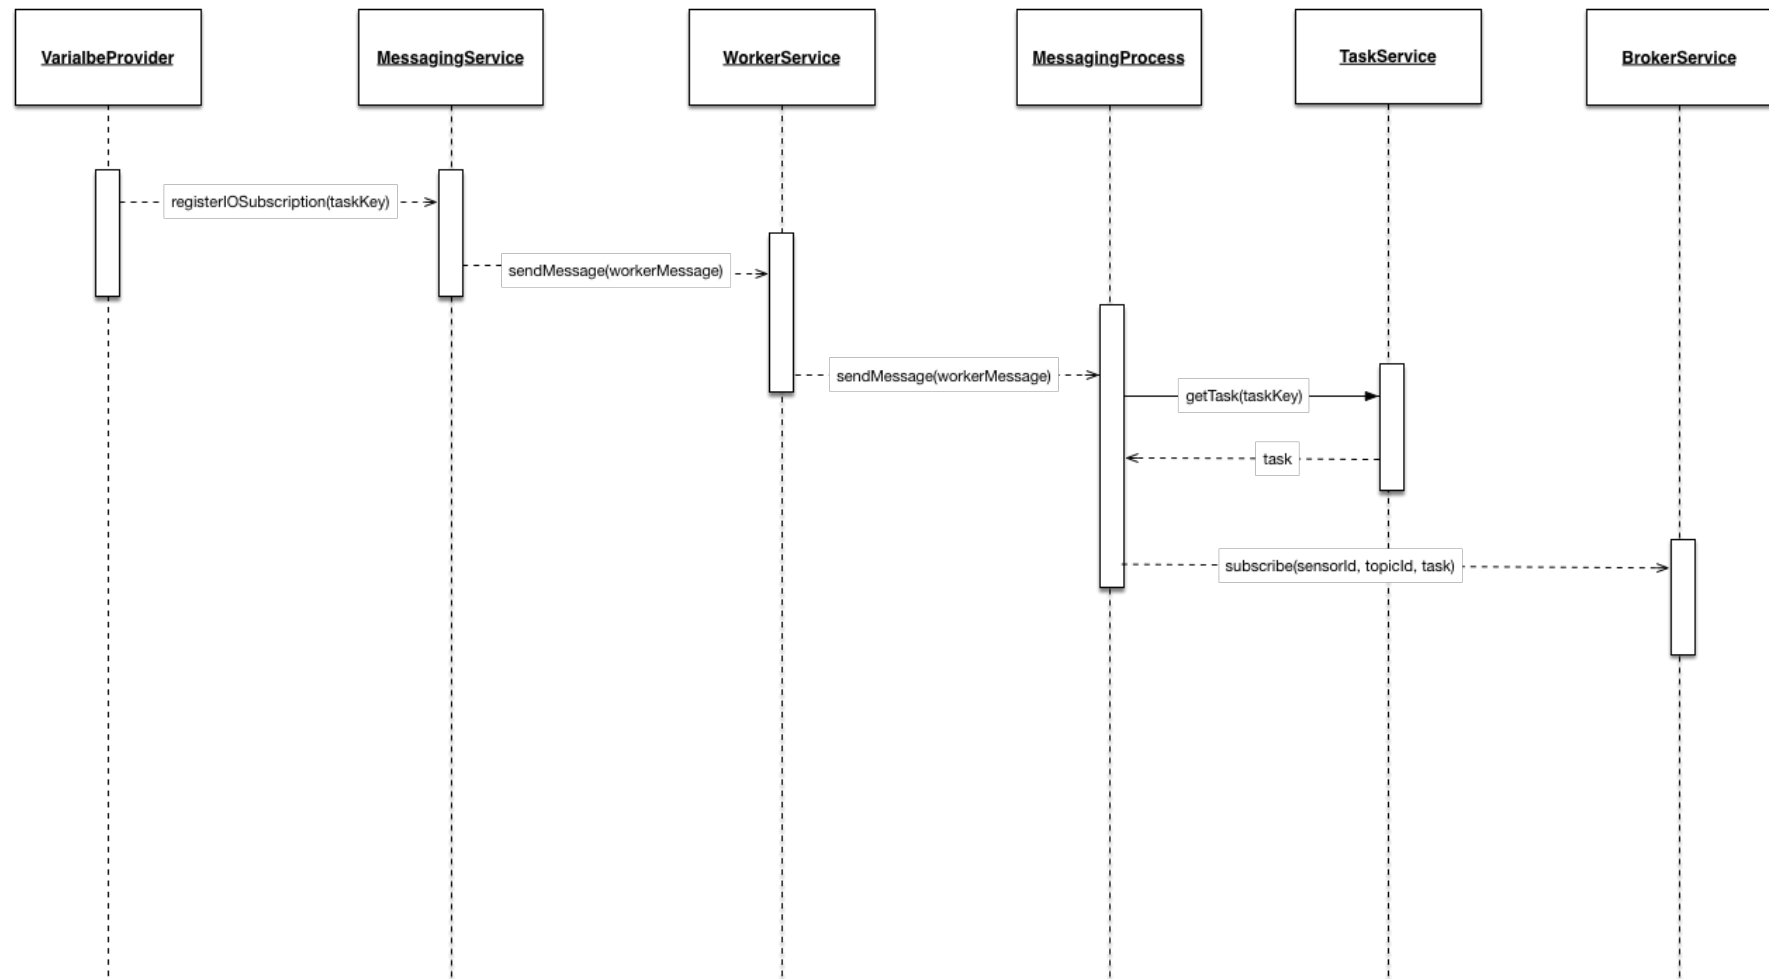 VarialbeProvider
MessagingService
WorkerService
MessagingProcess
TaskService
BrokerService
registerIOSubscription(taskKey)
sendMessage(workerMessage)
sendMessage(workerMessage)
getTask(taskKey)
task
subscribe(sensorId, topicId, task)